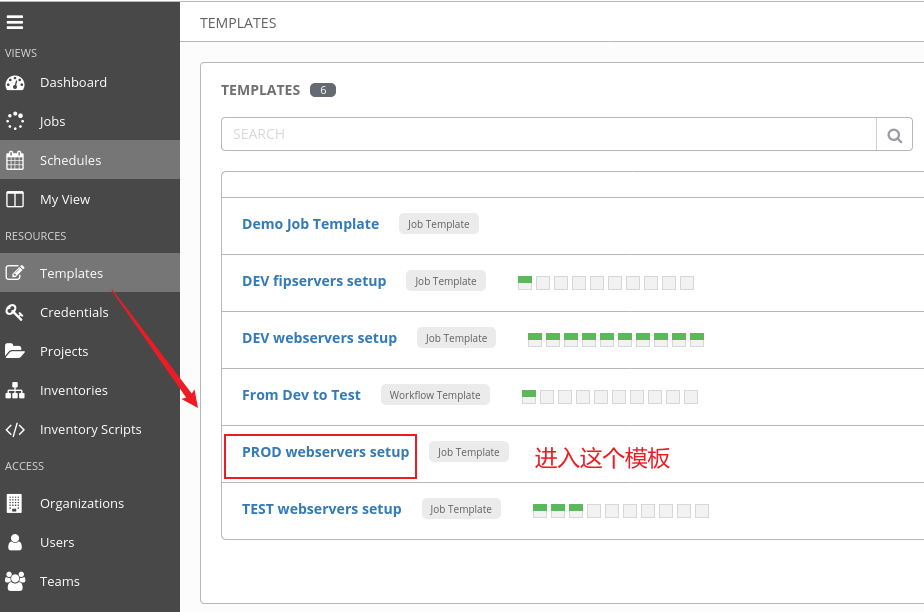 TEMPLATES
VIEWS
Dashboard
Jobs
Schedules
My View
RESOURCES
Templates
Credentials
Projects
Inventories
Inventory Scripts
ACCESS
Organizations
Users
Teams
TEMPLATES 6
SEARCH
Demo Job Template Job Template
DEV fipservers setup Job Template
DEV webservers setup Job Template
From Dev to Test Workflow Template
PROD webservers setup Job Template 进入这个模板
TEST webservers setup Job Template